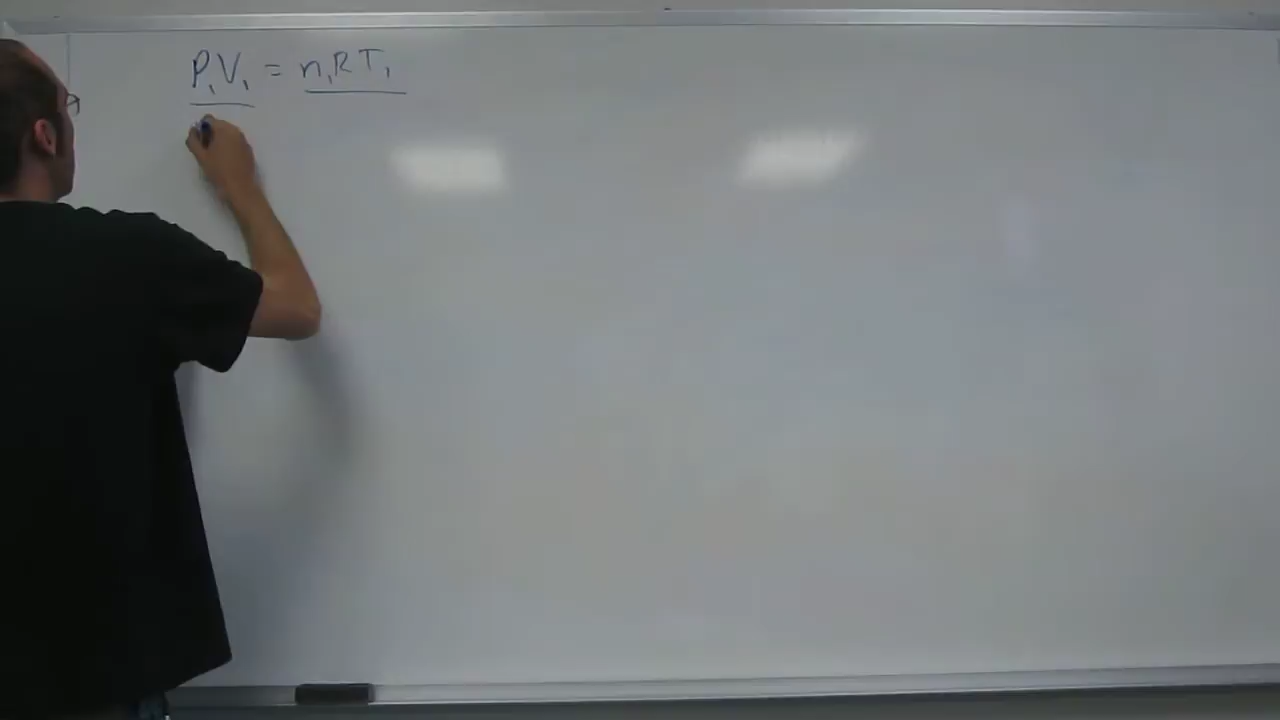 P₁V₁ = n₁RT₁